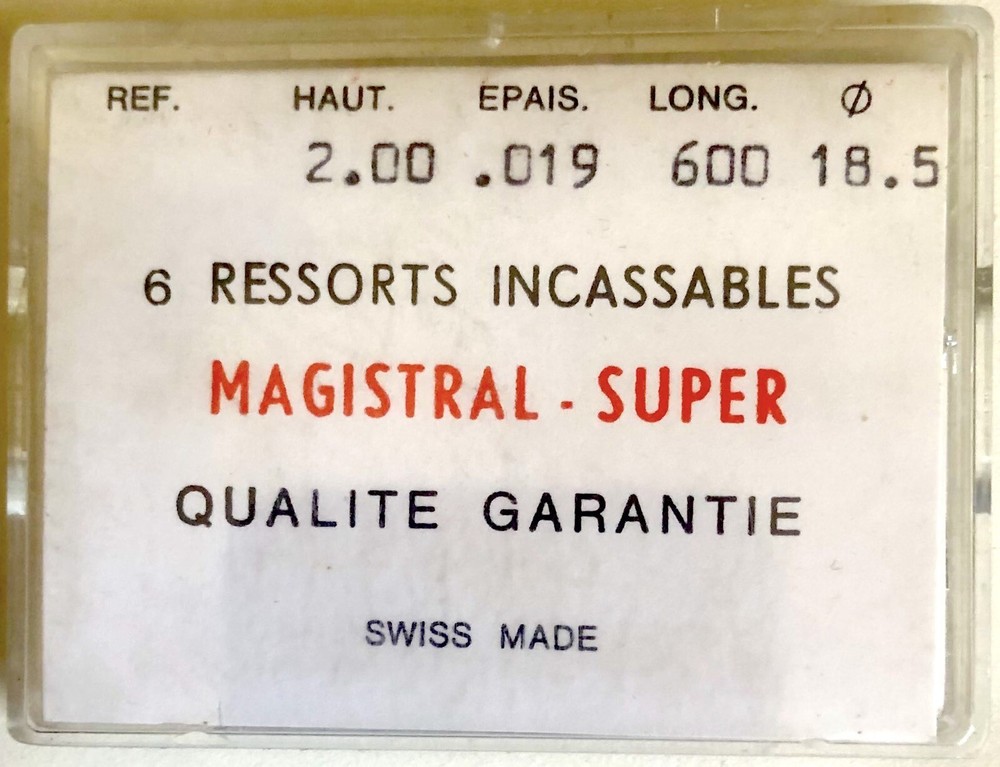 REF. HAUT. EPAIS. LONG. Ø
2.00 .019 600 18.5
6 RESSORTS INCASSABLES
MAGISTRAL - SUPER
QUALITE GARANTIE
SWISS MADE